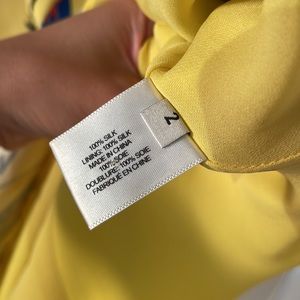 2
100% SILK
LINING: 100% SILK
MADE IN CHINA
100% SOIE
DOUBLURE: 100% SOIE
FABRIQUÉ EN CHINE